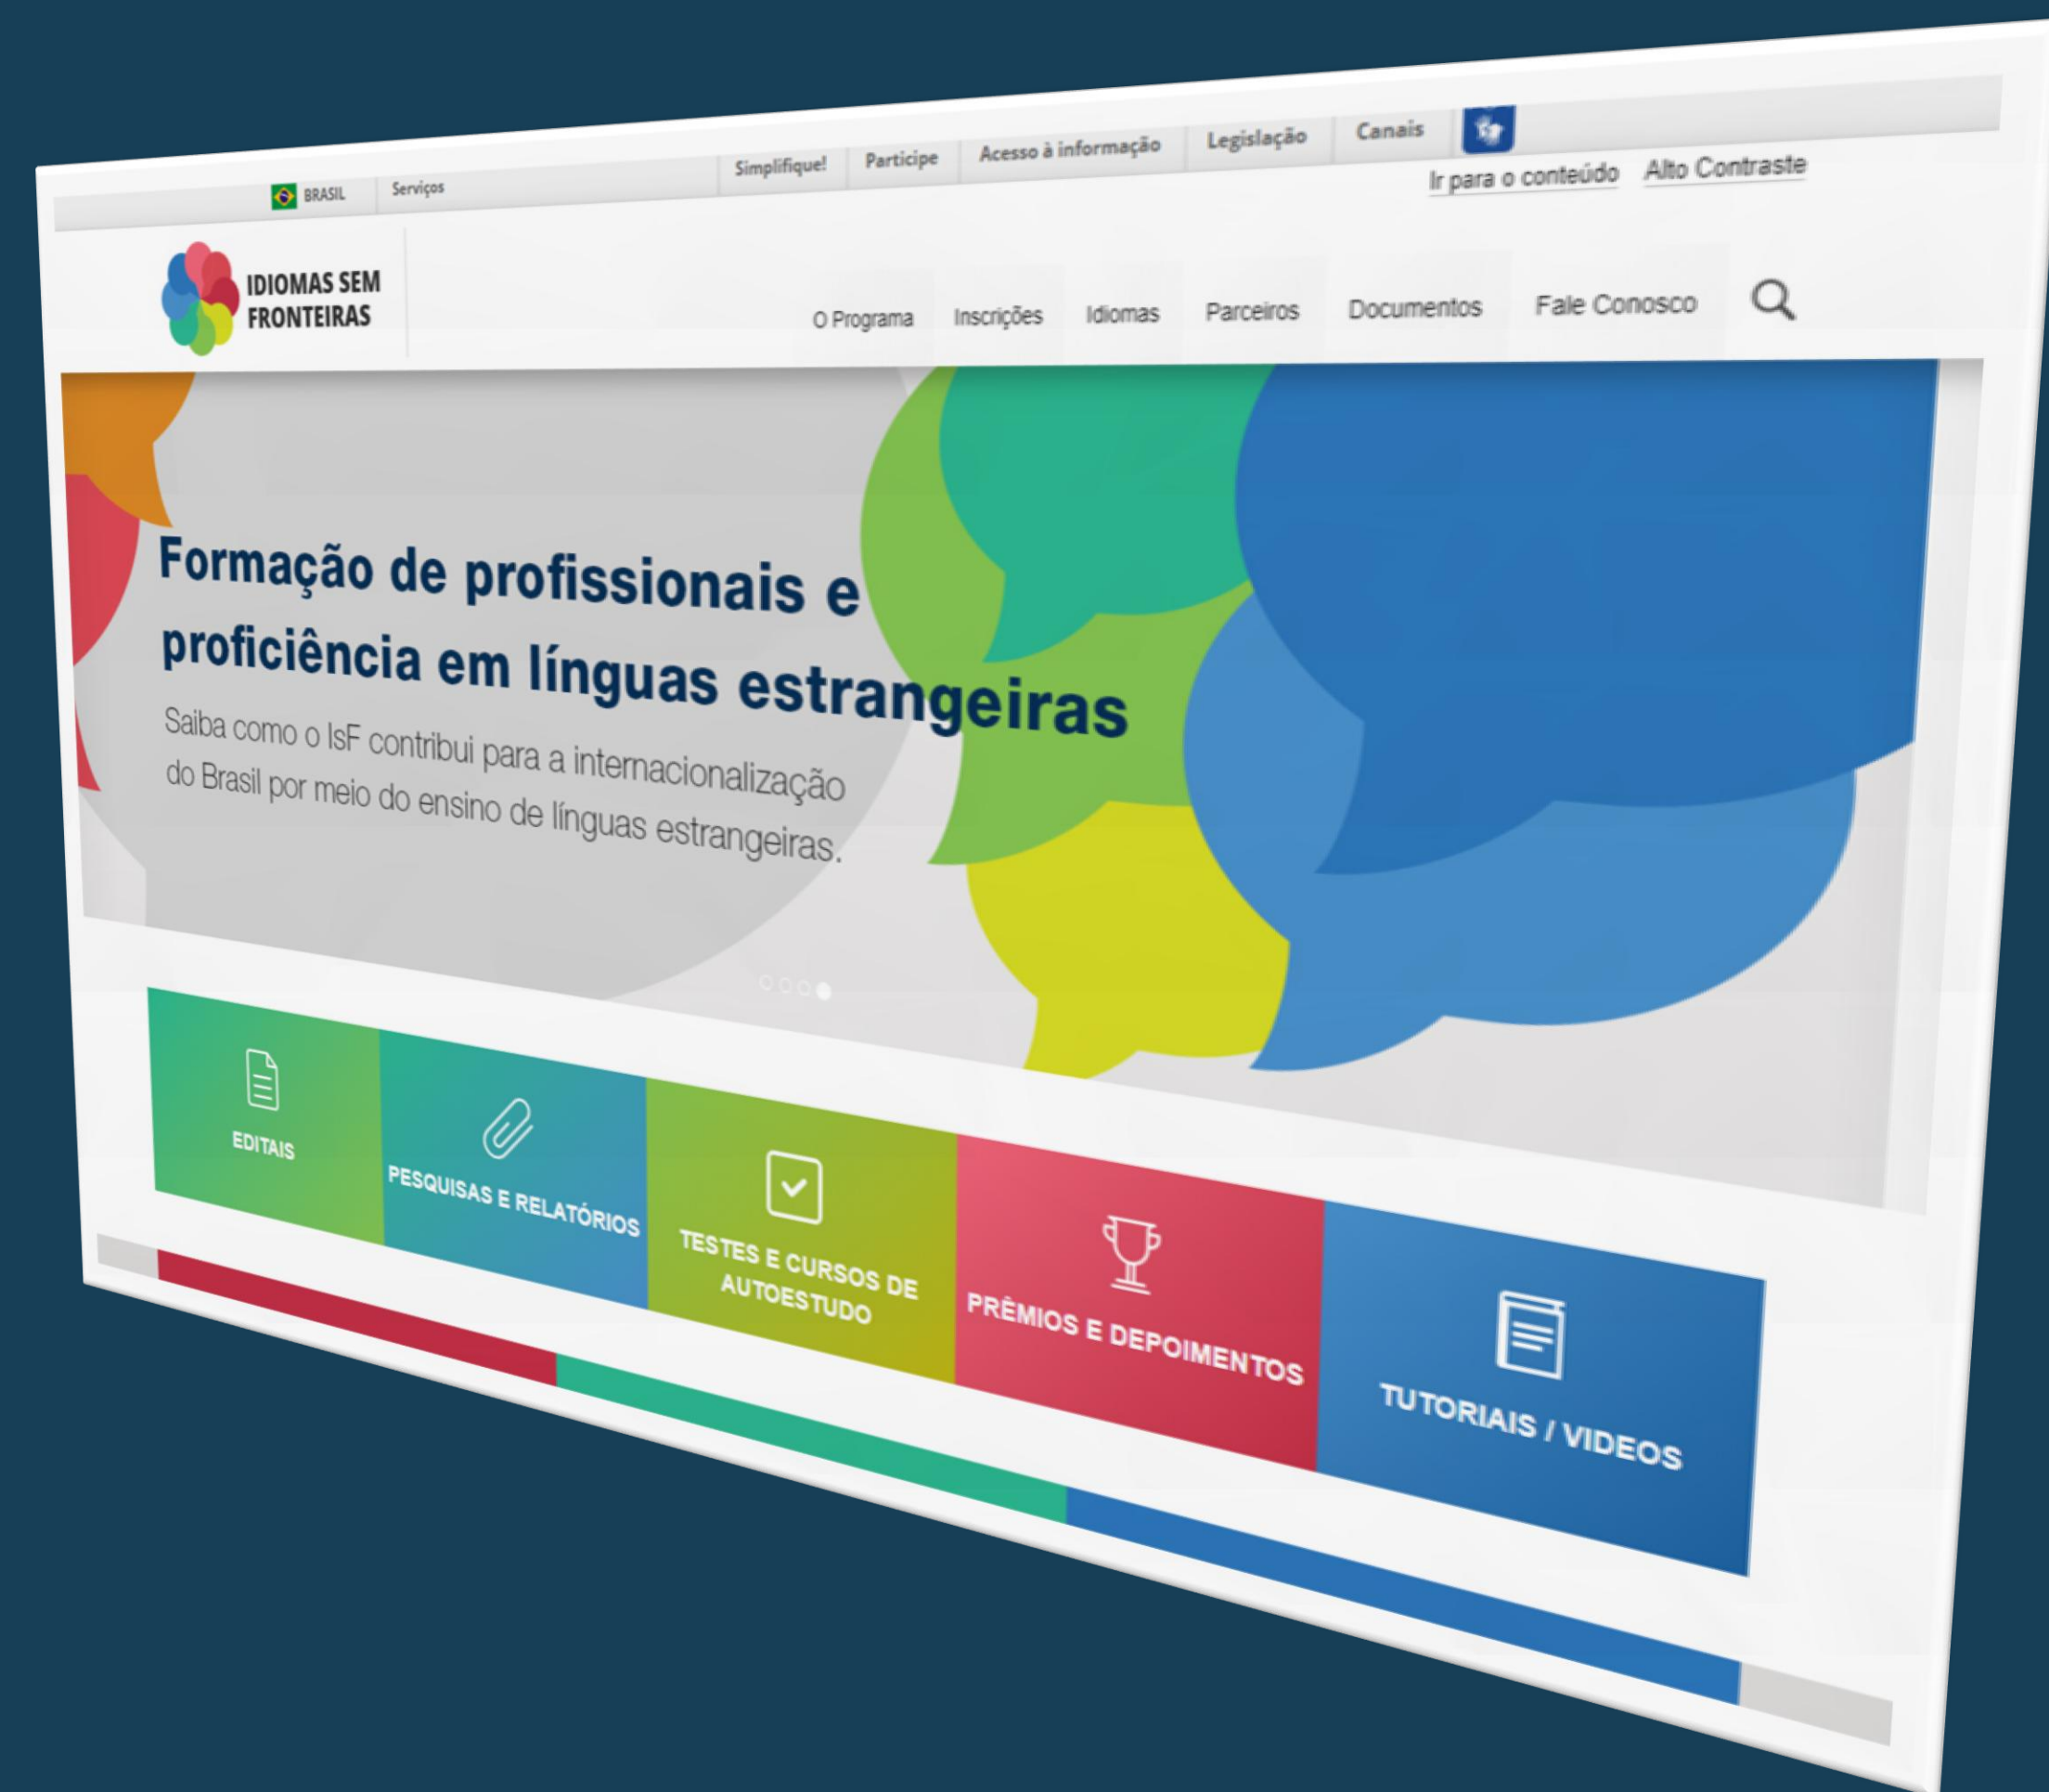 BRASIL
Serviços
Simplifique!
Participe
Acesso à informação
Legislação
Canais
Ir para o conteúdo
Alto Contraste
IDIOMAS SEM
FRONTEIRAS
O Programa
Inscrições
Idiomas
Parceiros
Documentos
Fale Conosco
Formação de profissionais e
proficiência em línguas estrangeiras
Saiba como o IsF contribui para a internacionalização
do Brasil por meio do ensino de línguas estrangeiras.
EDITAIS
PESQUISAS E RELATÓRIOS
TESTES E CURSOS DE
AUTOESTUDO
PRÊMIOS E DEPOIMENTOS
TUTORIAIS / VIDEOS